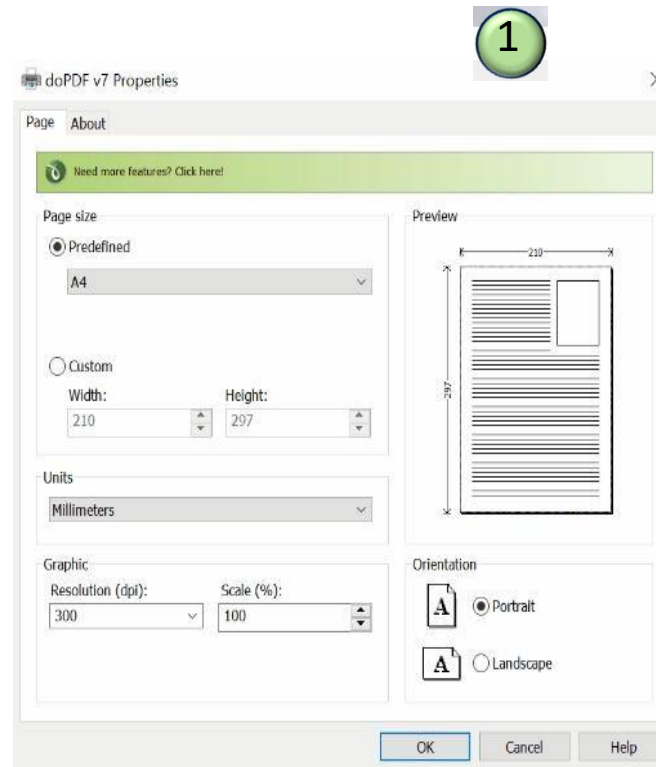 1
doPDF v7 Properties
Page About
Need more features? Click here!
Page size
Predefined
A4
Custom
Width: Height:
210 297
Units
Millimeters
Graphic
Resolution (dpi): Scale (%):
300 100
Preview
210
297
Orientation
A Portrait
A Landscape
OK Cancel Help